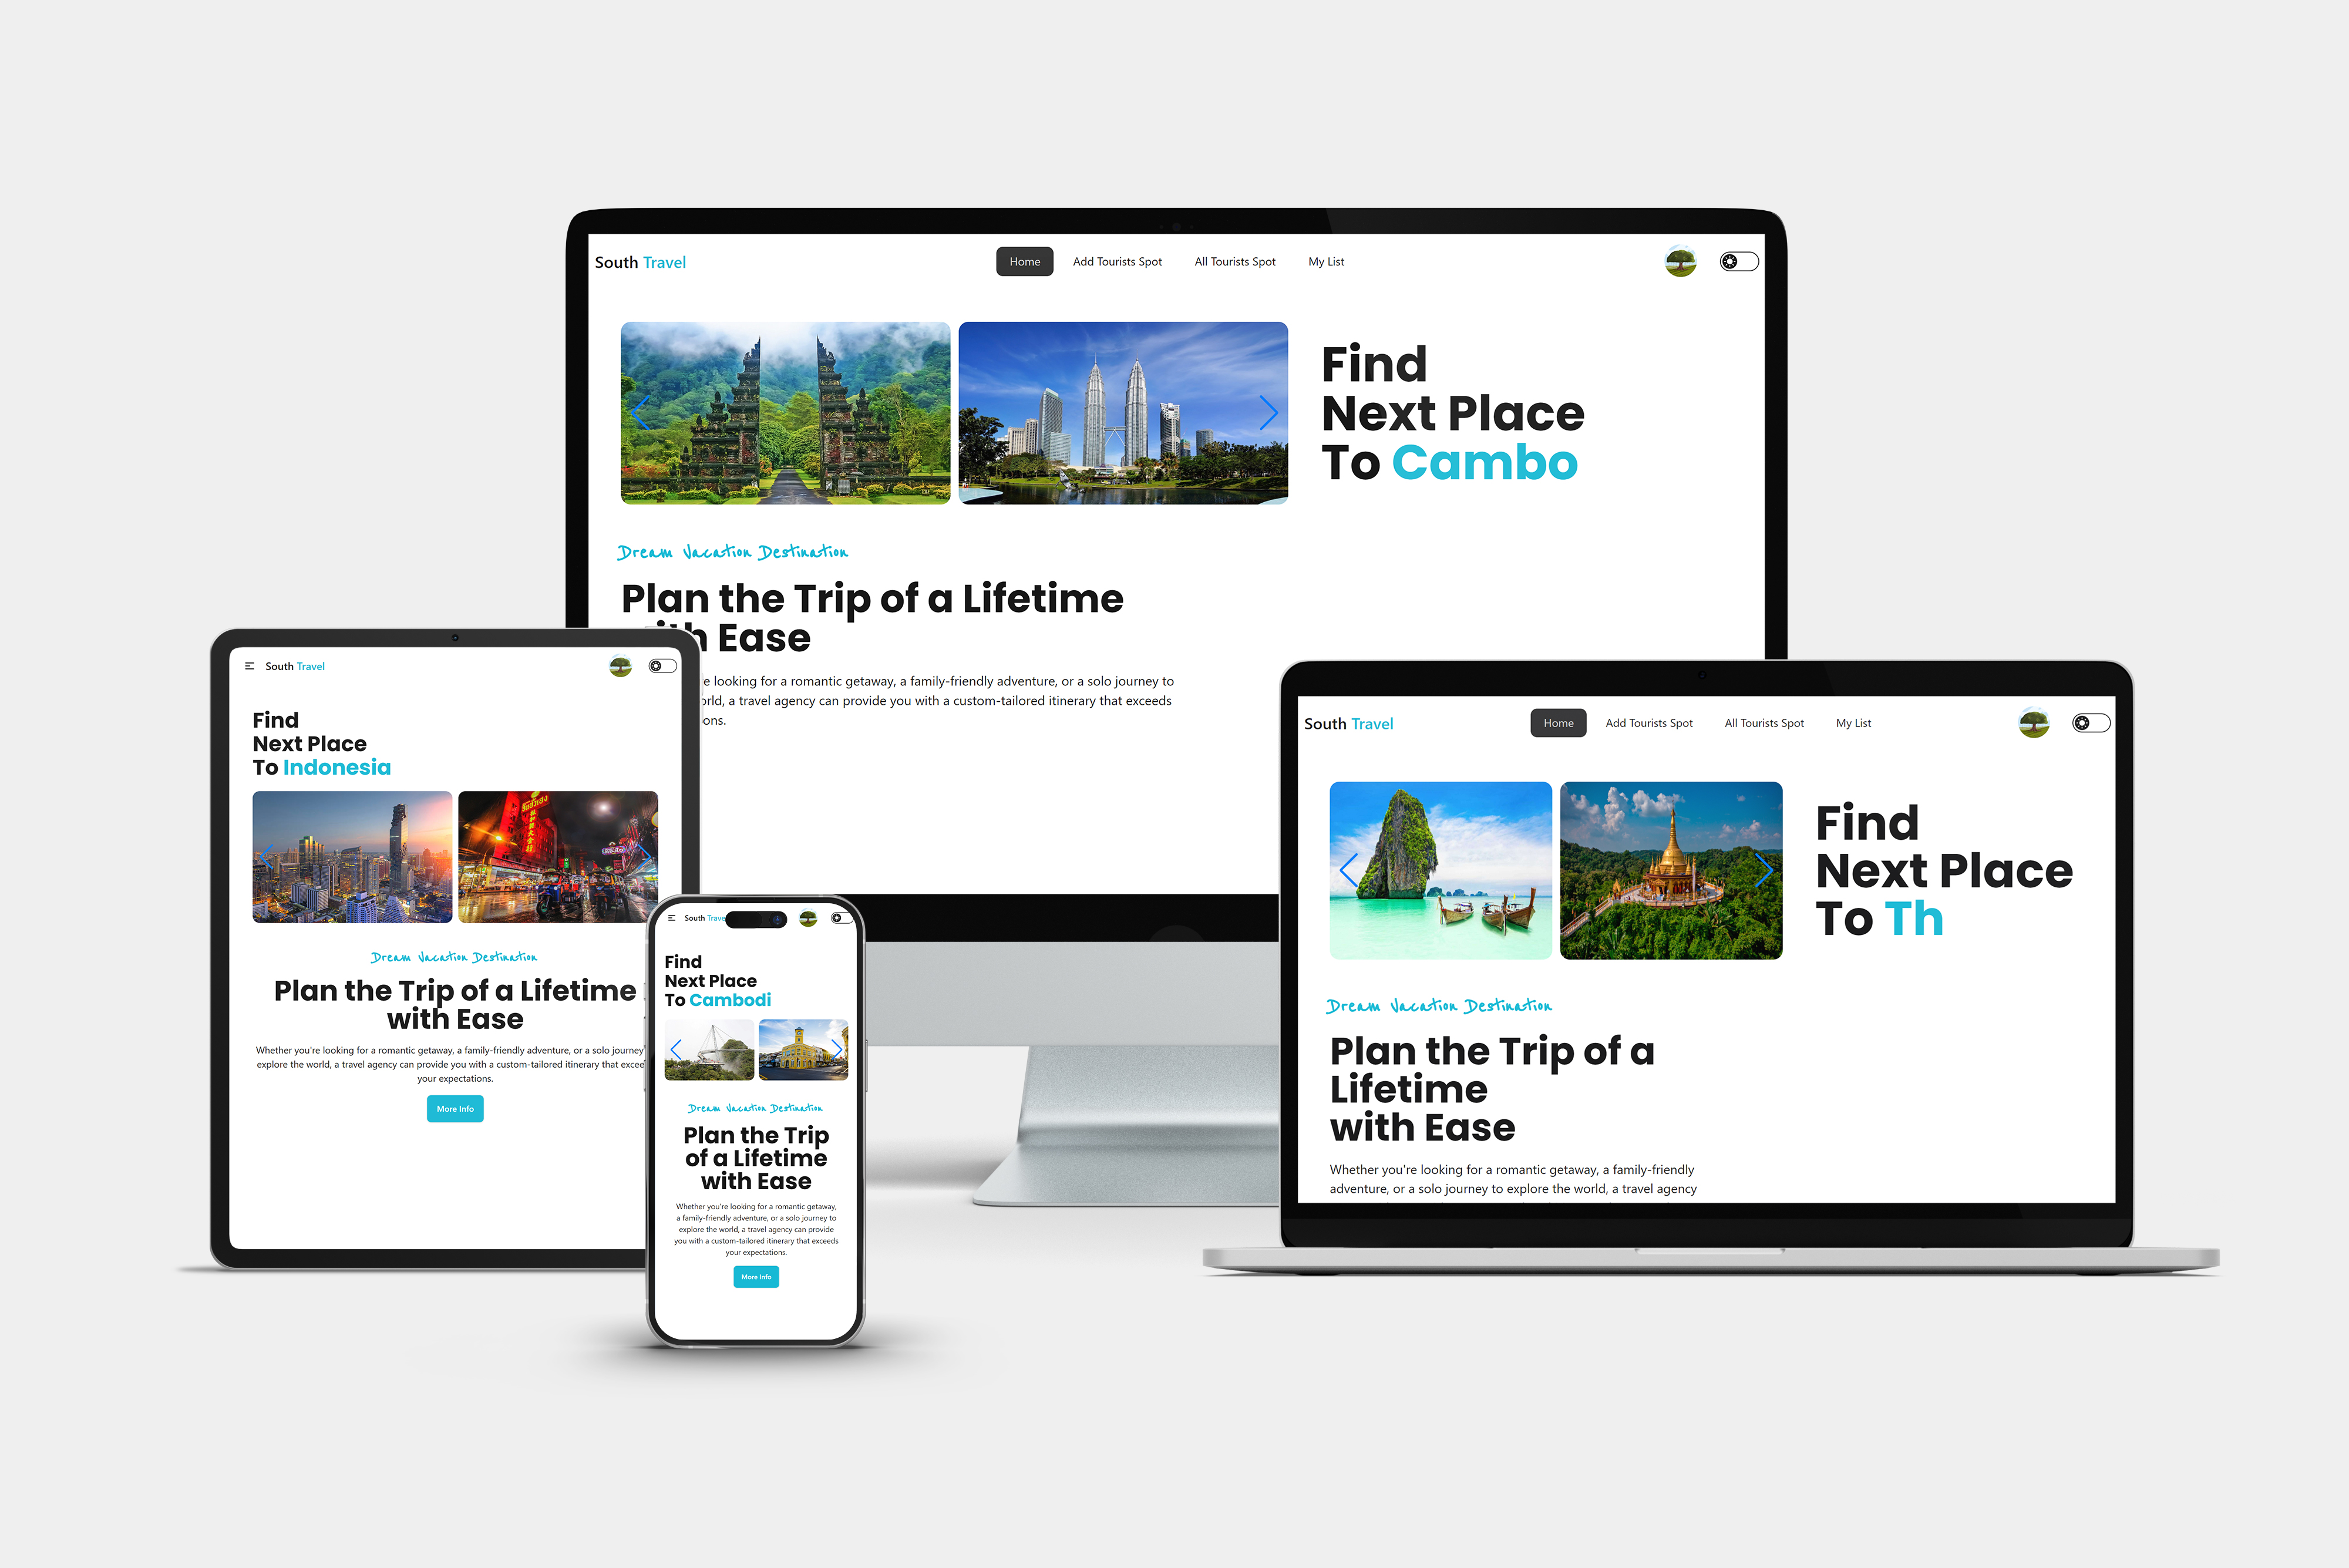 South Travel
Home
Add Tourists Spot
All Tourists Spot
My List
Find
Next Place
To Cambo
Dream Vacation Destination
Plan the Trip of a Lifetime
Ease
looking for a romantic getaway, a family-friendly adventure, or a solo journey to
a travel agency can provide you with a custom-tailored itinerary that exceeds
South Travel
Find
Next Place
To Indonesia
Dream Vacation Destination
Plan the Trip of a Lifetime
with Ease
Whether you're looking for a romantic getaway, a family-friendly adventure, or a solo journey
explore the world, a travel agency can provide you with a custom-tailored itinerary that excee
your expectations.
More Info
South Trave
Find
Next Place
To Cambodi
Dream Vacation Destination
Plan the Trip
of a Lifetime
with Ease
Whether you're looking for a romantic getaway,
a family-friendly adventure, or a solo journey to
explore the world, a travel agency can provide
you with a custom-tailored itinerary that exceeds
your expectations.
More Info
South Travel
Home
Add Tourists Spot
All Tourists Spot
My List
Find
Next Place
To Th
Dream Vacation Destination
Plan the Trip of a
Lifetime
with Ease
Whether you're looking for a romantic getaway, a family-friendly
adventure, or a solo journey to explore the world, a travel agency